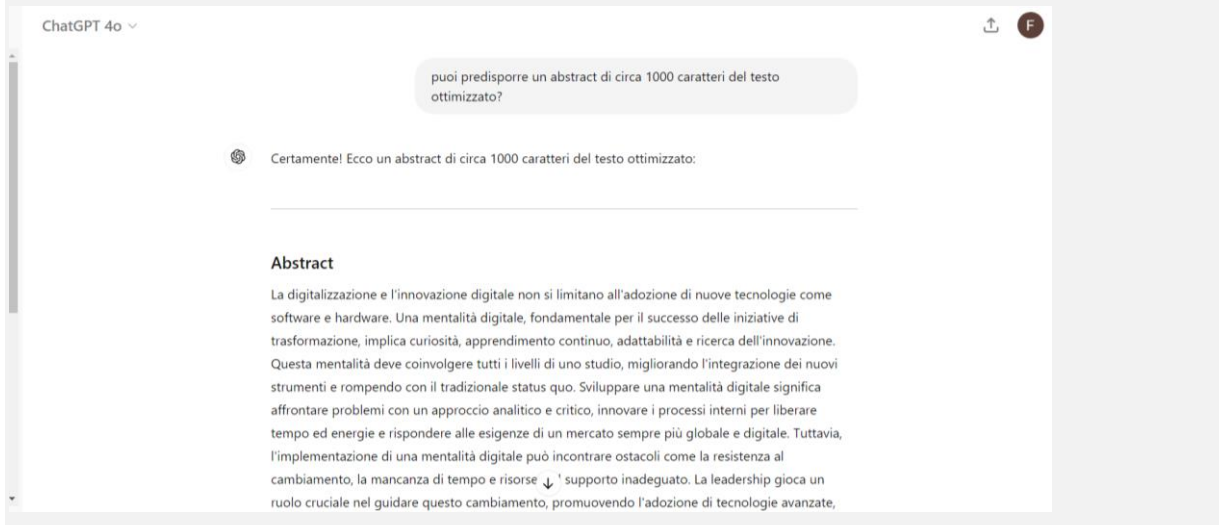 ChatGPT 4o
F
puoi predisporre un abstract di circa 1000 caratteri del testo
ottimizzato?
Certamente! Ecco un abstract di circa 1000 caratteri del testo ottimizzato:
Abstract
La digitalizzazione e l'innovazione digitale non si limitano all'adozione di nuove tecnologie come
software e hardware. Una mentalità digitale, fondamentale per il successo delle iniziative di
trasformazione, implica curiosità, apprendimento continuo, adattabilità e ricerca dell'innovazione.
Questa mentalità deve coinvolgere tutti i livelli di uno studio, migliorando l'integrazione dei nuovi
strumenti e rompendo con il tradizionale status quo. Sviluppare una mentalità digitale significa
affrontare problemi con un approccio analitico e critico, innovare i processi interni per liberare
tempo ed energie e rispondere alle esigenze di un mercato sempre più globale e digitale. Tuttavia,
l'implementazione di una mentalità digitale può incontrare ostacoli come la resistenza al
cambiamento, la mancanza di tempo e risorse supporto inadeguato. La leadership gioca un
ruolo cruciale nel guidare questo cambiamento, promuovendo l'adozione di tecnologie avanzate,